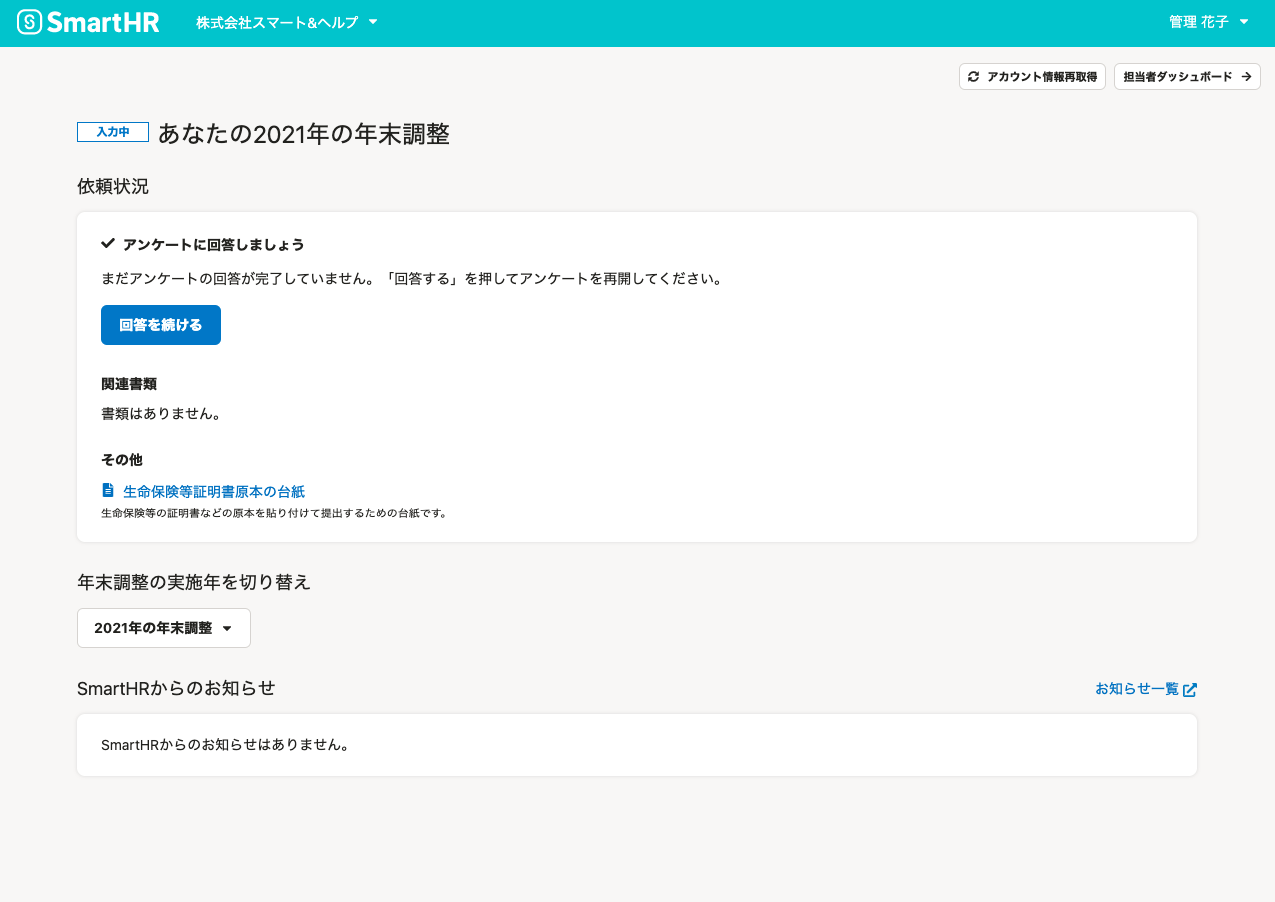 SmartHR 株式会社スマート&ヘルプ 管理 花子
アカウント情報再取得 担当者ダッシュボード
入力中 あなたの2021年の年末調整
依頼状況
アンケートに回答しましょう
まだアンケートの回答が完了していません。「回答する」を押してアンケートを再開してください。
回答を続ける
関連書類
書類はありません。
その他
生命保険等証明書原本の台紙
生命保険等の証明書などの原本を貼り付けて提出するための台紙です。
年末調整の実施年を切り替え
2021年の年末調整
SmartHRからのお知らせ お知らせ一覧
SmartHRからのお知らせはありません。